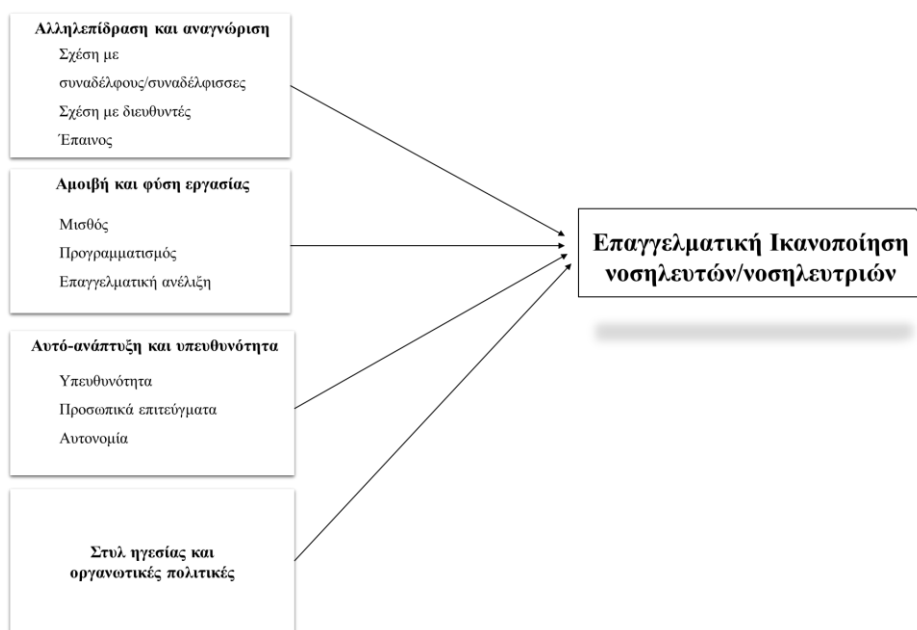 Αλληλεπίδραση και αναγνώριση
Σχέση με
συναδέλφους/συναδέλφισσες
Σχέση με διευθυντές
Έπαινος
Αμοιβή και φύση εργασίας
Μισθός
Προγραμματισμός
Επαγγελματική ανέλιξη
Αυτό-ανάπτυξη και υπευθυνότητα
Υπευθυνότητα
Προσωπικά επιτεύγματα
Αυτονομία
Στυλ ηγεσίας και
οργανωτικές πολιτικές
Επαγγελματική Ικανοποίηση
νοσηλευτών/νοσηλευτριών